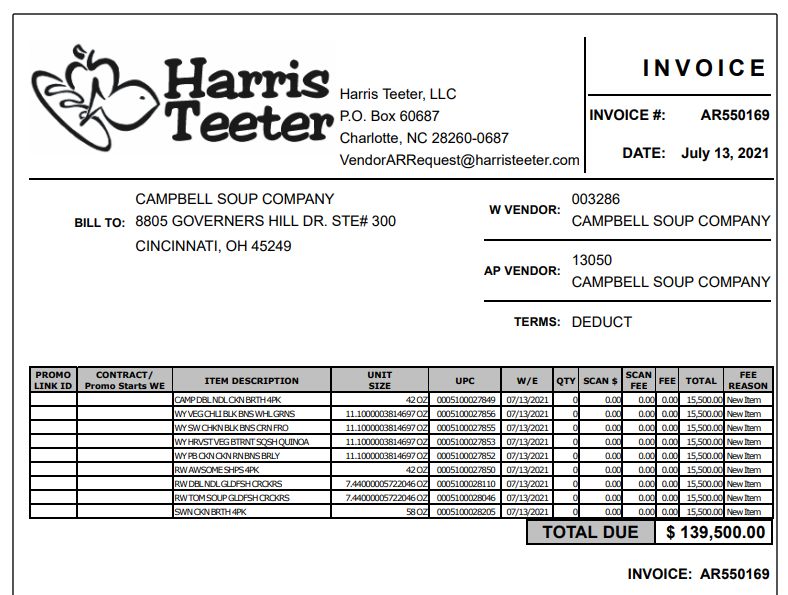 Harris Teeter
INVOICE
Harris Teeter, LLC
P.O. Box 60687
Charlotte, NC 28260-0687
VendorARRequest@harristeeter.com
INVOICE #: AR550169
DATE: July 13, 2021
BILL TO:
CAMPBELL SOUP COMPANY
8805 GOVERNERS HILL DR. STE# 300
CINCINNATI, OH 45249
W VENDOR: 003286
CAMPBELL SOUP COMPANY
AP VENDOR: 13050
CAMPBELL SOUP COMPANY
TERMS: DEDUCT
PROMO LINK ID CONTRACT/ Promo Starts WE ITEM DESCRIPTION UNIT SIZE UPC W/E QTY SCAN $ SCAN FEE FEE TOTAL FEE REASON
CAMP DBL NDL CKN BRTH 4PK 42 OZ 0005100027849 07/13/2021 0 0.00 0.00 0.00 15,500.00 New Item
WY VEG CHLI BLK BNS WHL GRNS 11.1000003814697 OZ 0005100027856 07/13/2021 0 0.00 0.00 0.00 15,500.00 New Item
WY SW CHKN BLK BNS CRN FRO 11.1000003814697 OZ 0005100027855 07/13/2021 0 0.00 0.00 0.00 15,500.00 New Item
WY HRVST VEG BTRNT SQSH QUINOA 11.1000003814697 OZ 0005100027853 07/13/2021 0 0.00 0.00 0.00 15,500.00 New Item
WY PB CKN CKN RN BNS BRLY 11.1000003814697 OZ 0005100027852 07/13/2021 0 0.00 0.00 0.00 15,500.00 New Item
RW AWSOME SHPS 4PK 42 OZ 0005100027850 07/13/2021 0 0.00 0.00 0.00 15,500.00 New Item
RW DBL NDL GLDFSH CRCKRS 7.44000005722046 OZ 0005100028110 07/13/2021 0 0.00 0.00 0.00 15,500.00 New Item
RW TOM SOUP GLDFSH CRCKRS 7.44000005722046 OZ 0005100028046 07/13/2021 0 0.00 0.00 0.00 15,500.00 New Item
SWN CKN BRTH 4PK 58 OZ 0005100028205 07/13/2021 0 0.00 0.00 0.00 15,500.00 New Item
TOTAL DUE $ 139,500.00
INVOICE: AR550169